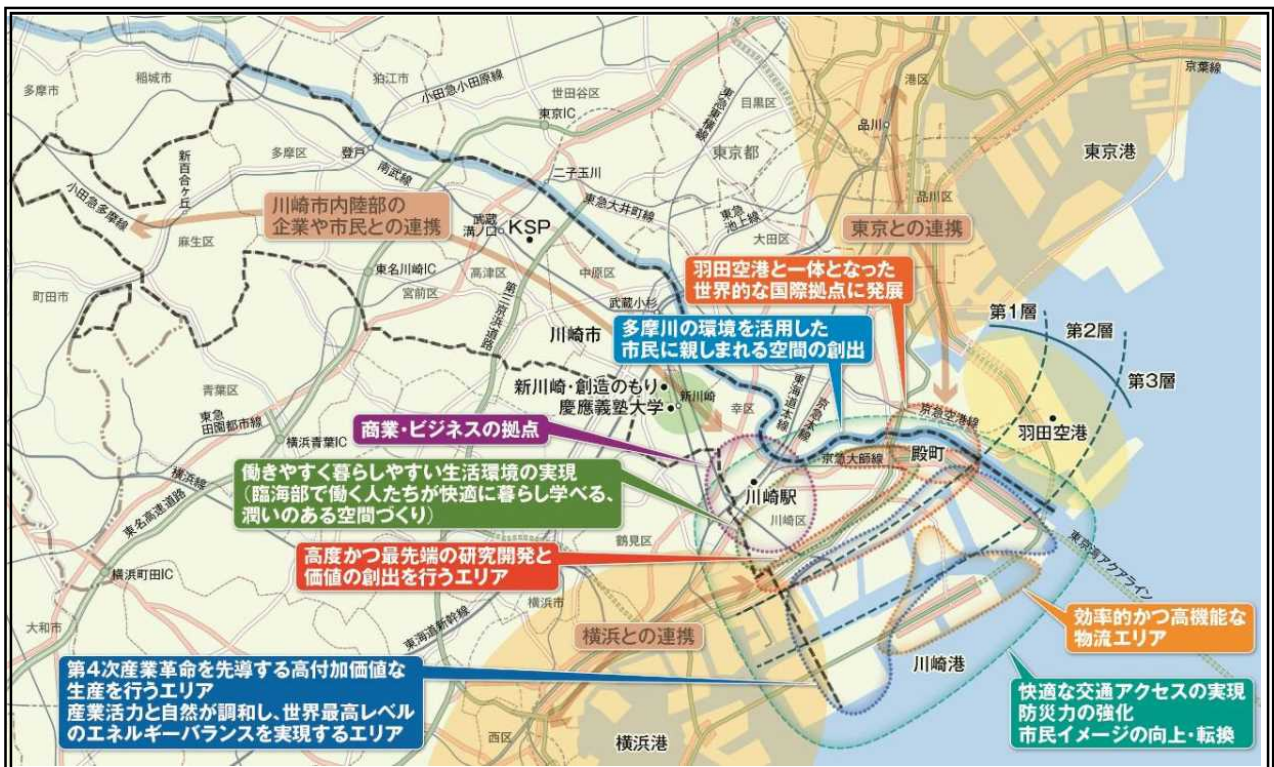 多摩市
稲城市
狛江市
小田急小田原線
世田谷区
東京IC
東急東横線
目黒区
港区
京葉線
品川
東京港
多摩区
登戸
南武線
二子玉川
東京都
品川区
新百合ヶ丘
小田急多摩線
麻生区
川崎市内陸部の
企業や市民との連携
武蔵
溝ノ口
KSP
東急大井町線
東急
池上線
大田区
東京との連携
東名川崎IC
宮前区
高津区
中原区
第三京浜道路
羽田空港と一体となった
世界的な国際拠点に発展
町田市
武蔵小杉
川崎市
多摩川の環境を活用した
市民に親しまれる空間の創出
第1層
第2層
第3層
青葉区
東急
田園都市線
横浜青葉IC
新川崎・創造のもり
慶應義塾大学
新川崎
幸区
東海道本線
京急本線
京急空港線
羽田空港
商業・ビジネスの拠点
京急大師線
殿町
横浜線
東名高速道路
働きやすく暮らしやすい生活環境の実現
(臨海部で働く人たちが快適に暮らし学べる、
潤いのある空間づくり)
川崎駅
川崎区
鶴見区
東京湾アクアライン
横浜町田IC
高度かつ最先端の研究開発と
価値の創出を行うエリア
大和市
東海道新幹線
横浜市
横浜との連携
効率的かつ高機能な
物流エリア
川崎港
第4次産業革命を先導する高付加価値な
生産を行うエリア
産業活力と自然が調和し、世界最高レベル
のエネルギーバランスを実現するエリア
西区
横浜港
快適な交通アクセスの実現
防災力の強化
市民イメージの向上・転換